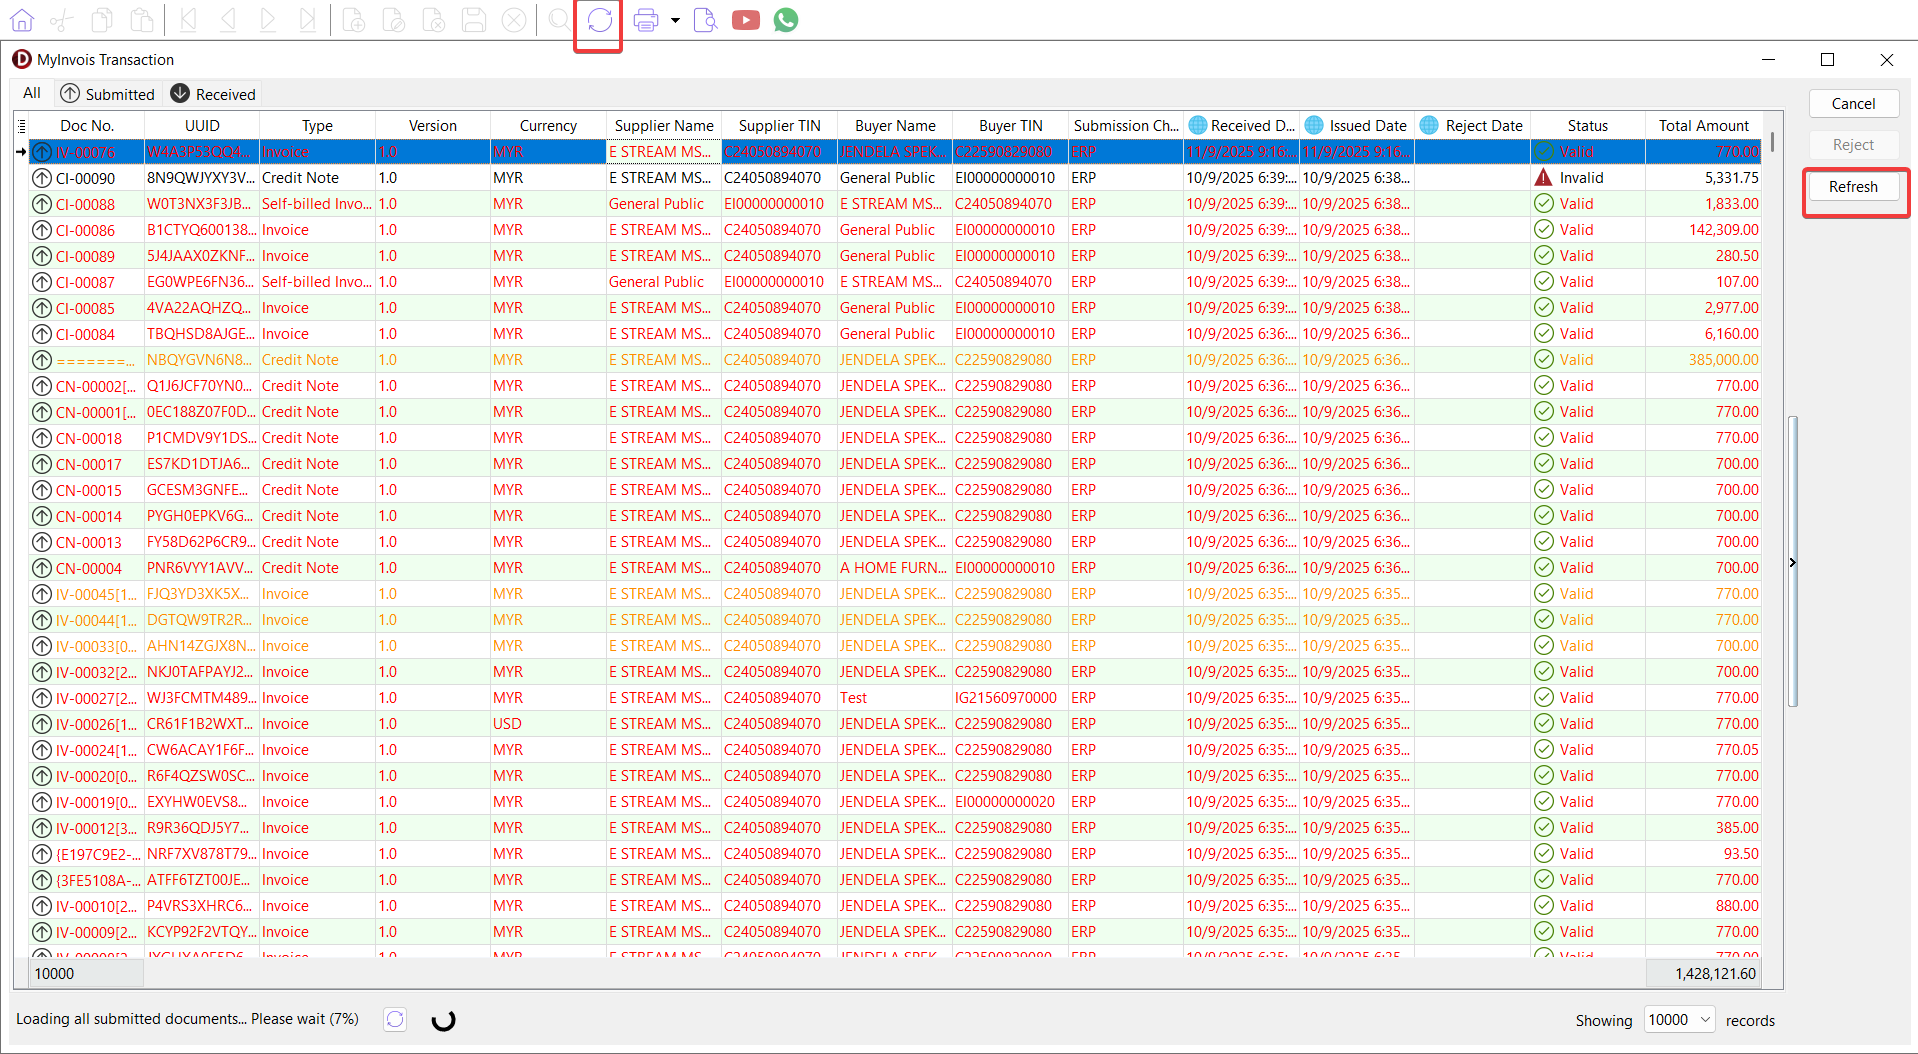 MyInvois Transaction
All Submitted Received
Cancel
Reject
Refresh
Doc No. UUID Type Version Currency Supplier Name Supplier TIN Buyer Name Buyer TIN Submission Ch... Received D... Issued Date Reject Date Status Total Amount
IV-00076 W4A3P53QQ4... Invoice 1.0 MYR E STREAM MS... C24050894070 JENDELA SPEK... C22590829080 ERP 11/9/2025 9:16:... 11/9/2025 9:16... Valid 770.00
CI-00090 8N9QWJYXY3V... Credit Note 1.0 MYR E STREAM MS... C24050894070 General Public EI00000000010 ERP 10/9/2025 6:39:... 10/9/2025 6:38... Invalid 5,331.75
CI-00088 W0T3NX3F3JB... Self-billed Invo... 1.0 MYR General Public EI00000000010 E STREAM MS... C24050894070 ERP 10/9/2025 6:39:... 10/9/2025 6:38... Valid 1,833.00
CI-00086 B1CTYQ600138... Invoice 1.0 MYR E STREAM MS... C24050894070 General Public EI00000000010 ERP 10/9/2025 6:39:... 10/9/2025 6:38... Valid 142,309.00
CI-00089 5J4JAAX0ZKNF... Invoice 1.0 MYR E STREAM MS... C24050894070 General Public EI00000000010 ERP 10/9/2025 6:39:... 10/9/2025 6:38... Valid 280.50
CI-00087 EG0WPE6FN36... Self-billed Invo... 1.0 MYR General Public EI00000000010 E STREAM MS... C24050894070 ERP 10/9/2025 6:39:... 10/9/2025 6:38... Valid 107.00
CI-00085 4VA22AQHZQ... Invoice 1.0 MYR E STREAM MS... C24050894070 General Public EI00000000010 ERP 10/9/2025 6:39:... 10/9/2025 6:38... Valid 2,977.00
CI-00084 TBQHSD8AJGE... Invoice 1.0 MYR E STREAM MS... C24050894070 General Public EI00000000010 ERP 10/9/2025 6:36:... 10/9/2025 6:36... Valid 6,160.00
=======... NBQYGVN6N8... Credit Note 1.0 MYR E STREAM MS... C24050894070 JENDELA SPEK... C22590829080 ERP 10/9/2025 6:36:... 10/9/2025 6:36... Valid 385,000.00
CN-00002[... Q1J6JCF70YN0... Credit Note 1.0 MYR E STREAM MS... C24050894070 JENDELA SPEK... C22590829080 ERP 10/9/2025 6:36:... 10/9/2025 6:36... Valid 770.00
CN-00001[... 0EC188Z07F0D... Credit Note 1.0 MYR E STREAM MS... C24050894070 JENDELA SPEK... C22590829080 ERP 10/9/2025 6:36:... 10/9/2025 6:36... Valid 770.00
CN-00018 P1CMDV9Y1DS... Credit Note 1.0 MYR E STREAM MS... C24050894070 JENDELA SPEK... C22590829080 ERP 10/9/2025 6:36:... 10/9/2025 6:36... Valid 770.00
CN-00017 ES7KD1DTJA6... Credit Note 1.0 MYR E STREAM MS... C24050894070 JENDELA SPEK... C22590829080 ERP 10/9/2025 6:36:... 10/9/2025 6:36... Valid 700.00
CN-00015 GCESM3GNFE... Credit Note 1.0 MYR E STREAM MS... C24050894070 JENDELA SPEK... C22590829080 ERP 10/9/2025 6:36:... 10/9/2025 6:36... Valid 700.00
CN-00014 PYGH0EPKV6G... Credit Note 1.0 MYR E STREAM MS... C24050894070 JENDELA SPEK... C22590829080 ERP 10/9/2025 6:36:... 10/9/2025 6:36... Valid 700.00
CN-00013 FY58D62P6CR9... Credit Note 1.0 MYR E STREAM MS... C24050894070 JENDELA SPEK... C22590829080 ERP 10/9/2025 6:36:... 10/9/2025 6:36... Valid 700.00
CN-00004 PNR6VYY1AVV... Credit Note 1.0 MYR E STREAM MS... C24050894070 A HOME FURN... EI00000000010 ERP 10/9/2025 6:36:... 10/9/2025 6:36... Valid 700.00
IV-00045[1... FJQ3YD3XK5X... Invoice 1.0 MYR E STREAM MS... C24050894070 JENDELA SPEK... C22590829080 ERP 10/9/2025 6:35:... 10/9/2025 6:35... Valid 770.00
IV-00044[1... DGTQW9TR2R... Invoice 1.0 MYR E STREAM MS... C24050894070 JENDELA SPEK... C22590829080 ERP 10/9/2025 6:35:... 10/9/2025 6:35... Valid 770.00
IV-00033[0... AHN14ZGJX8N... Invoice 1.0 MYR E STREAM MS... C24050894070 JENDELA SPEK... C22590829080 ERP 10/9/2025 6:35:... 10/9/2025 6:35... Valid 700.00
IV-00032[2... NKJ0TAFPAYJ2... Invoice 1.0 MYR E STREAM MS... C24050894070 JENDELA SPEK... C22590829080 ERP 10/9/2025 6:35:... 10/9/2025 6:35... Valid 700.00
IV-00027[2... WJ3FCMTM489... Invoice 1.0 MYR E STREAM MS... C24050894070 Test IG21560970000 ERP 10/9/2025 6:35:... 10/9/2025 6:35... Valid 770.00
IV-00026[1... CR61F1B2WXT... Invoice 1.0 USD E STREAM MS... C24050894070 JENDELA SPEK... C22590829080 ERP 10/9/2025 6:35:... 10/9/2025 6:35... Valid 770.00
IV-00024[1... CW6ACAY1F6F... Invoice 1.0 MYR E STREAM MS... C24050894070 JENDELA SPEK... C22590829080 ERP 10/9/2025 6:35:... 10/9/2025 6:35... Valid 770.05
IV-00020[0... R6F4QZSW0SC... Invoice 1.0 MYR E STREAM MS... C24050894070 JENDELA SPEK... C22590829080 ERP 10/9/2025 6:35:... 10/9/2025 6:35... Valid 770.00
IV-00019[0... EXYHW0EVS8... Invoice 1.0 MYR E STREAM MS... C24050894070 JENDELA SPEK... EI00000000020 ERP 10/9/2025 6:35:... 10/9/2025 6:35... Valid 770.00
IV-00012[3... R9R36QDJ5Y7... Invoice 1.0 MYR E STREAM MS... C24050894070 JENDELA SPEK... C22590829080 ERP 10/9/2025 6:35:... 10/9/2025 6:35... Valid 385.00
{E197C9E2-... NRF7XV878T79... Invoice 1.0 MYR E STREAM MS... C24050894070 JENDELA SPEK... C22590829080 ERP 10/9/2025 6:35:... 10/9/2025 6:35... Valid 93.50
{3FE5108A-... ATFF6TZT00JE... Invoice 1.0 MYR E STREAM MS... C24050894070 JENDELA SPEK... C22590829080 ERP 10/9/2025 6:35:... 10/9/2025 6:35... Valid 770.00
IV-00010[2... P4VRS3XHRC6... Invoice 1.0 MYR E STREAM MS... C24050894070 JENDELA SPEK... C22590829080 ERP 10/9/2025 6:35:... 10/9/2025 6:35... Valid 880.00
IV-00009[2... KCYP92F2VTQY... Invoice 1.0 MYR E STREAM MS... C24050894070 JENDELA SPEK... C22590829080 ERP 10/9/2025 6:35:... 10/9/2025 6:35... Valid 770.00
10000 1,428,121.60
Loading all submitted documents... Please wait (7%) Showing 10000 records